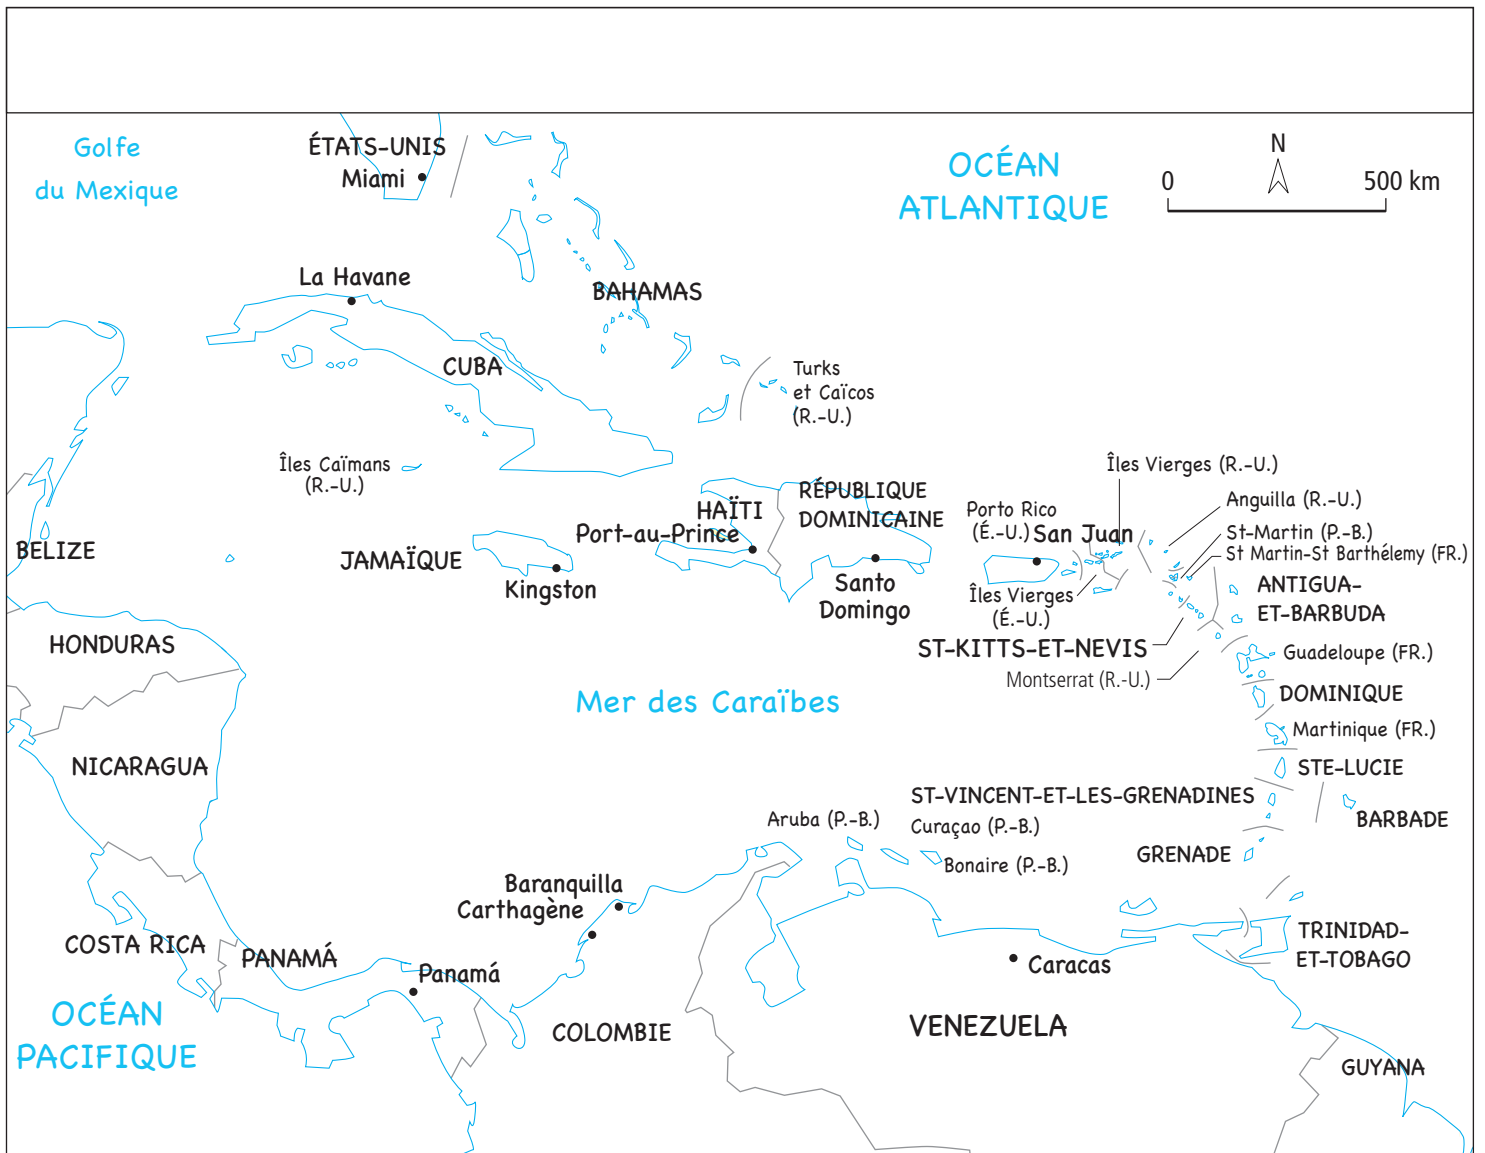 Golfe
du Mexique
ÉTATS-UNIS
Miami
OCÉAN
ATLANTIQUE
N
0 500 km
La Havane
BAHAMAS
CUBA
Turks
et Caïcos
(R.-U.)
Îles Caïmans
(R.-U.)
HAÏTI
Port-au-Prince
RÉPUBLIQUE
DOMINICAINE
Porto Rico
(É.-U.)
San Juan
Îles Vierges (R.-U.)
Anguilla (R.-U.)
St-Martin (P.-B.)
St Martin-St Barthélemy (FR.)
BELIZE
JAMAÏQUE
Kingston
Santo
Domingo
Îles Vierges
(É.-U.)
ANTIGUA-
ET-BARBUDA
HONDURAS
ST-KITTS-ET-NEVIS
Montserrat (R.-U.)
Guadeloupe (FR.)
DOMINIQUE
Mer des Caraïbes
Martinique (FR.)
NICARAGUA
STE-LUCIE
ST-VINCENT-ET-LES-GRENADINES
BARBADE
Aruba (P.-B.)
Curaçao (P.-B.)
Bonaire (P.-B.)
GRENADE
Baranquilla
Carthagène
COSTA RICA
PANAMÁ
Panamá
Caracas
TRINIDAD-
ET-TOBAGO
OCÉAN
PACIFIQUE
COLOMBIE
VENEZUELA
GUYANA